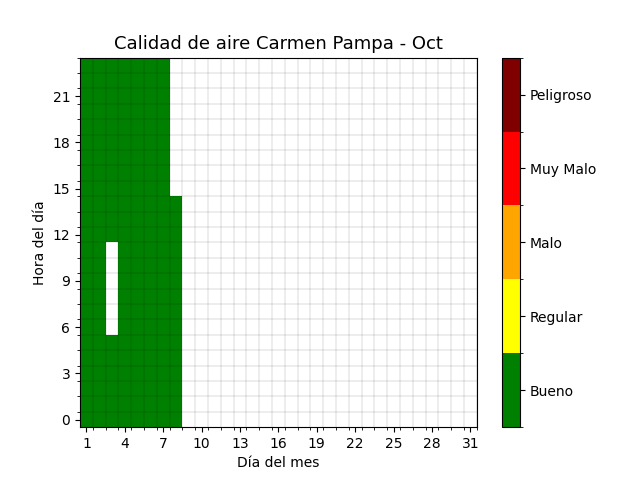 Calidad de aire Carmen Pampa - Oct
21
18
15
12
9
6
3
0
Hora del día
1 4 7 10 13 16 19 22 25 28 31
Día del mes
Peligroso
Muy Malo
Malo
Regular
Bueno